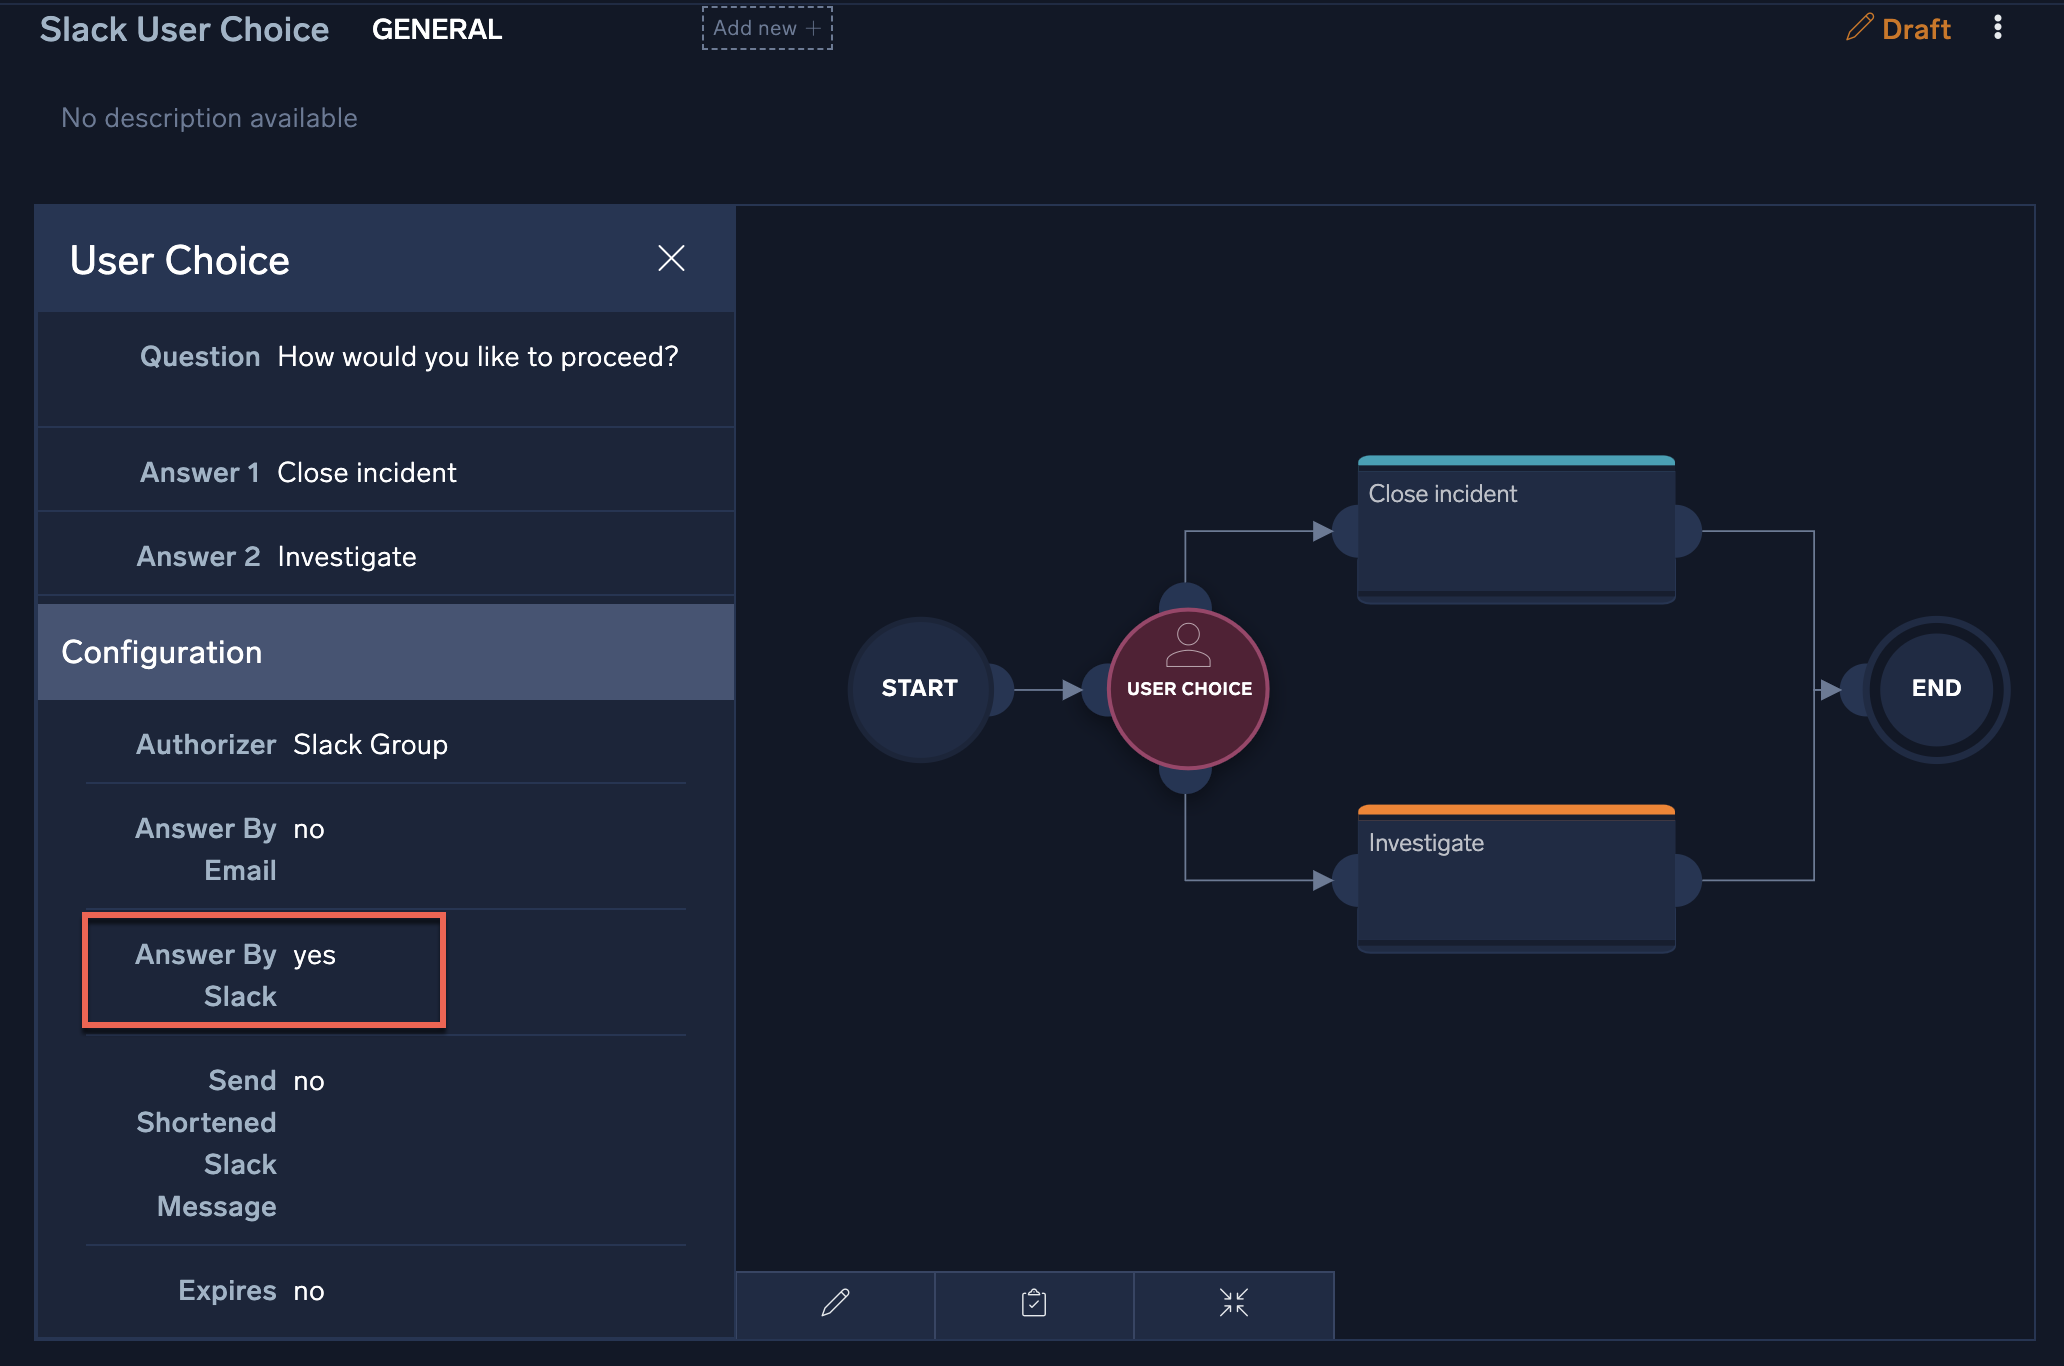 Slack User Choice GENERAL Add new + Draft
No description available
User Choice
Question How would you like to proceed?
Answer 1 Close incident
Answer 2 Investigate
Configuration
Authorizer Slack Group
Answer By no
Email
Answer By yes
Slack
Send no
Shortened
Slack
Message
Expires no
START
USER CHOICE
Close incident
Investigate
END